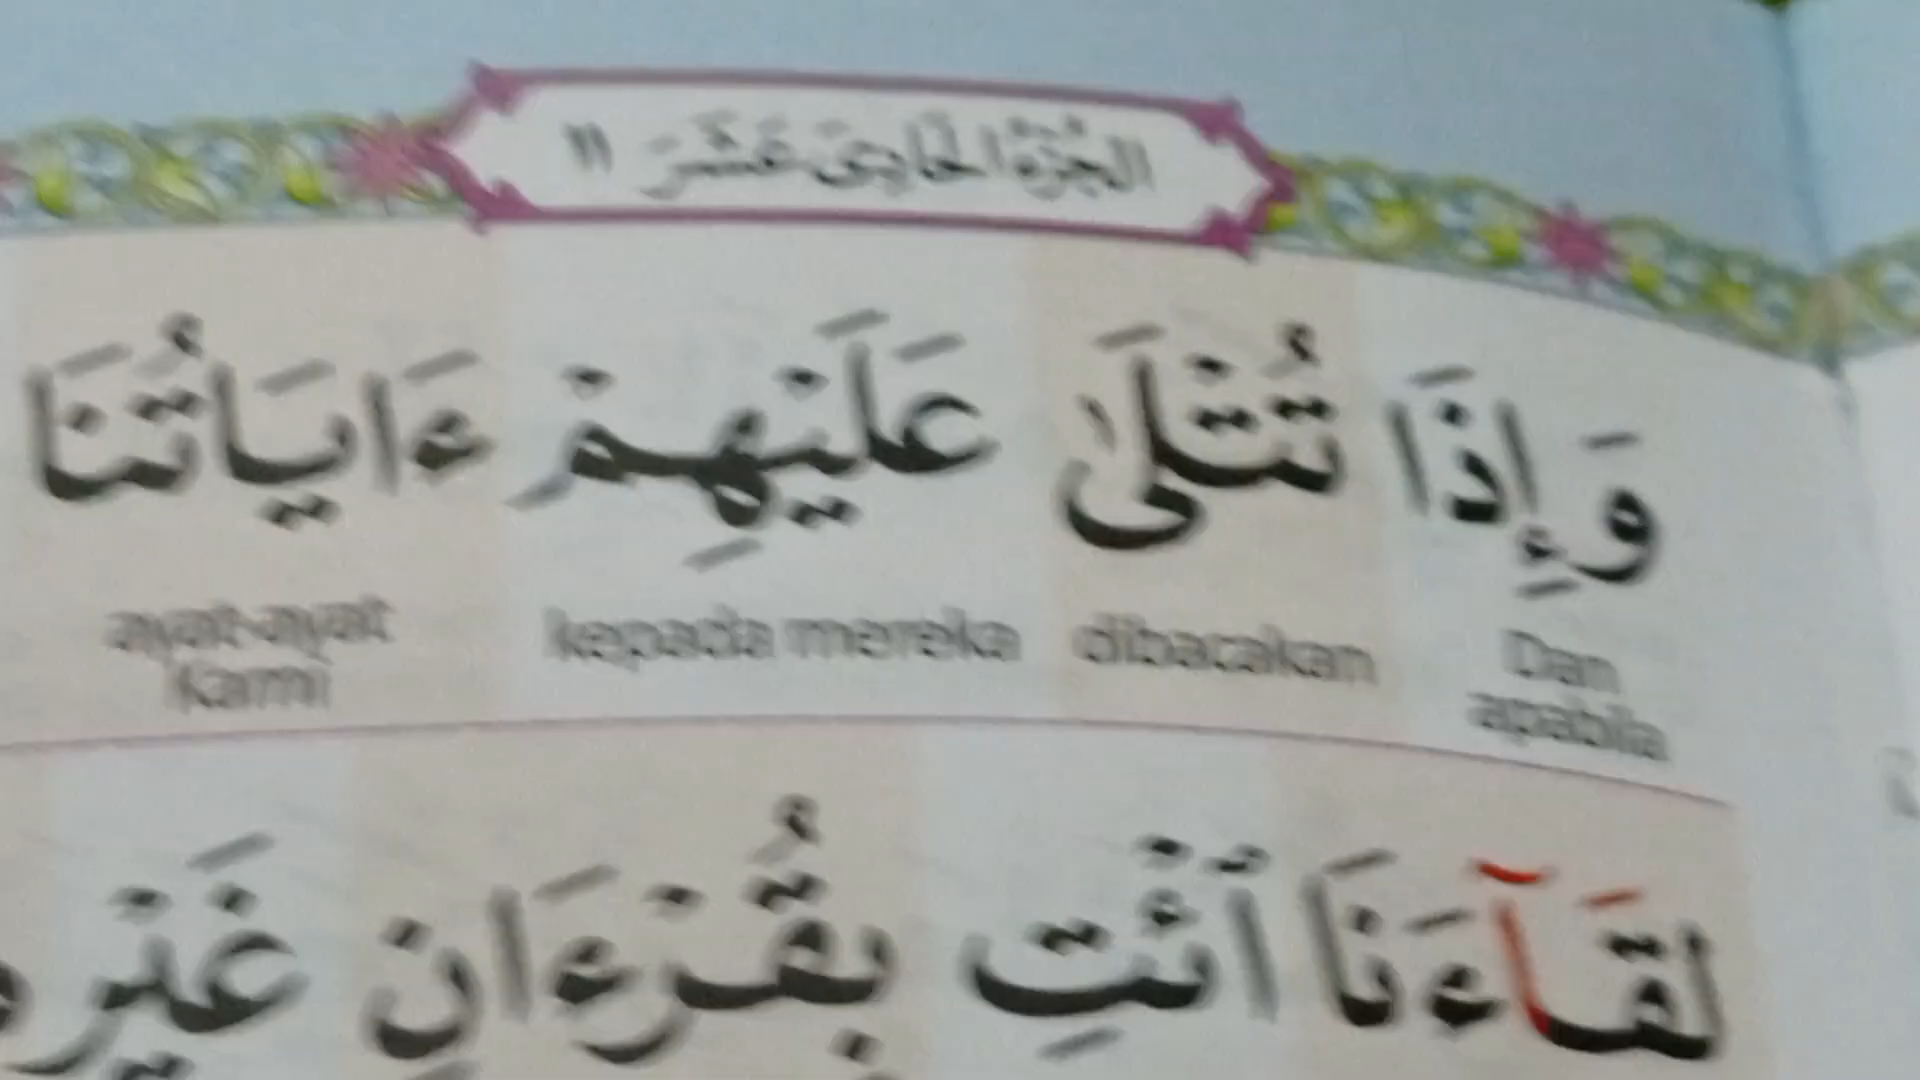 الجزء الحادي عشر ١١
وَإِذَا تُتْلَىٰ عَلَيْهِمْ ءَايَاتُنَا
Dan apabila dibacakan kepada mereka ayat-ayat Kami
لِقَآءَنَا ٱئْتِ بِقُرْءَانٍ غَيْرِ